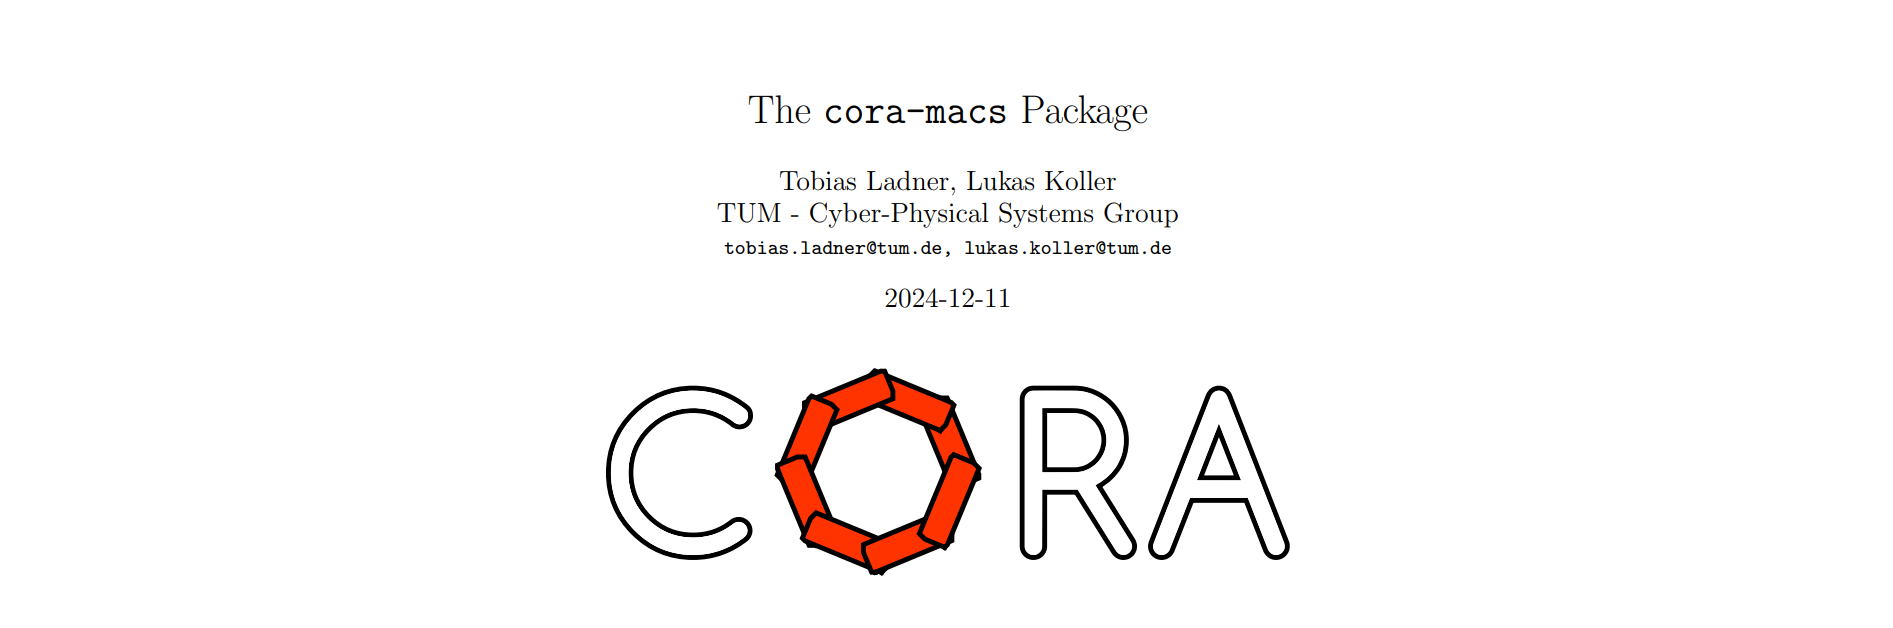 The cora-macs Package
Tobias Ladner, Lukas Koller
TUM - Cyber-Physical Systems Group
tobias.ladner@tum.de, lukas.koller@tum.de
2024-12-11
CORA